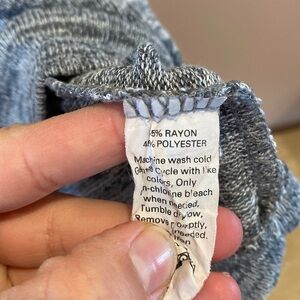 5% RAYON
% POLYESTER
Machine wash cold
Cycle with like
colors, Only
n-chlorine bleach
when needed,
Tumble dry low,
Remove promptly,